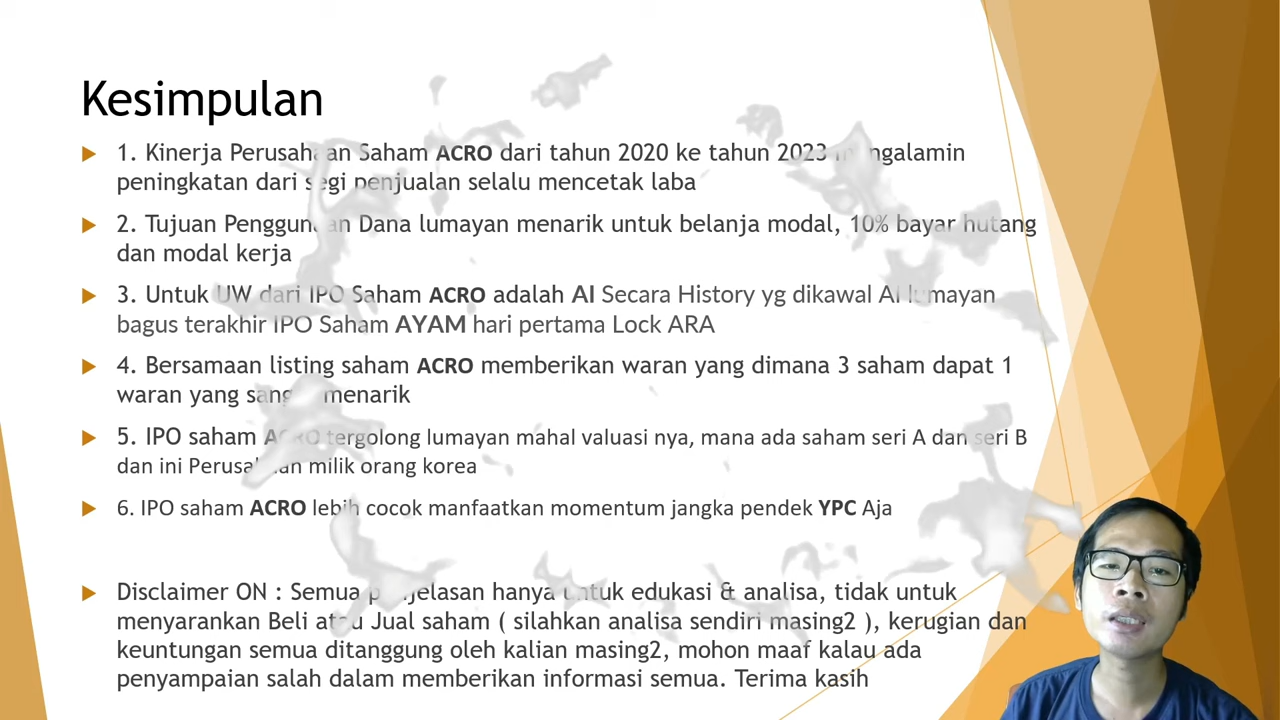 Kesimpulan
1. Kinerja Perusahaan Saham ACRO dari tahun 2020 ke tahun 2023 mengalamin
peningkatan dari segi penjualan selalu mencetak laba
2. Tujuan Penggunaan Dana lumayan menarik untuk belanja modal, 10% bayar hutang
dan modal kerja
3. Untuk UW dari IPO Saham ACRO adalah AI Secara History yg dikawal AI lumayan
bagus terakhir IPO Saham AYAM hari pertama Lock ARA
4. Bersamaan listing saham ACRO memberikan waran yang dimana 3 saham dapat 1
waran yang sangat menarik
5. IPO saham ACRO tergolong lumayan mahal valuasi nya, mana ada saham seri A dan seri B
dan ini Perusahaan milik orang korea
6. IPO saham ACRO lebih cocok manfaatkan momentum jangka pendek YPC Aja
Disclaimer ON : Semua penjelasan hanya untuk edukasi & analisa, tidak untuk
menyarankan Beli atau Jual saham ( silahkan analisa sendiri masing2 ), kerugian dan
keuntungan semua ditanggung oleh kalian masing2, mohon maaf kalau ada
penyampaian salah dalam memberikan informasi semua. Terima kasih